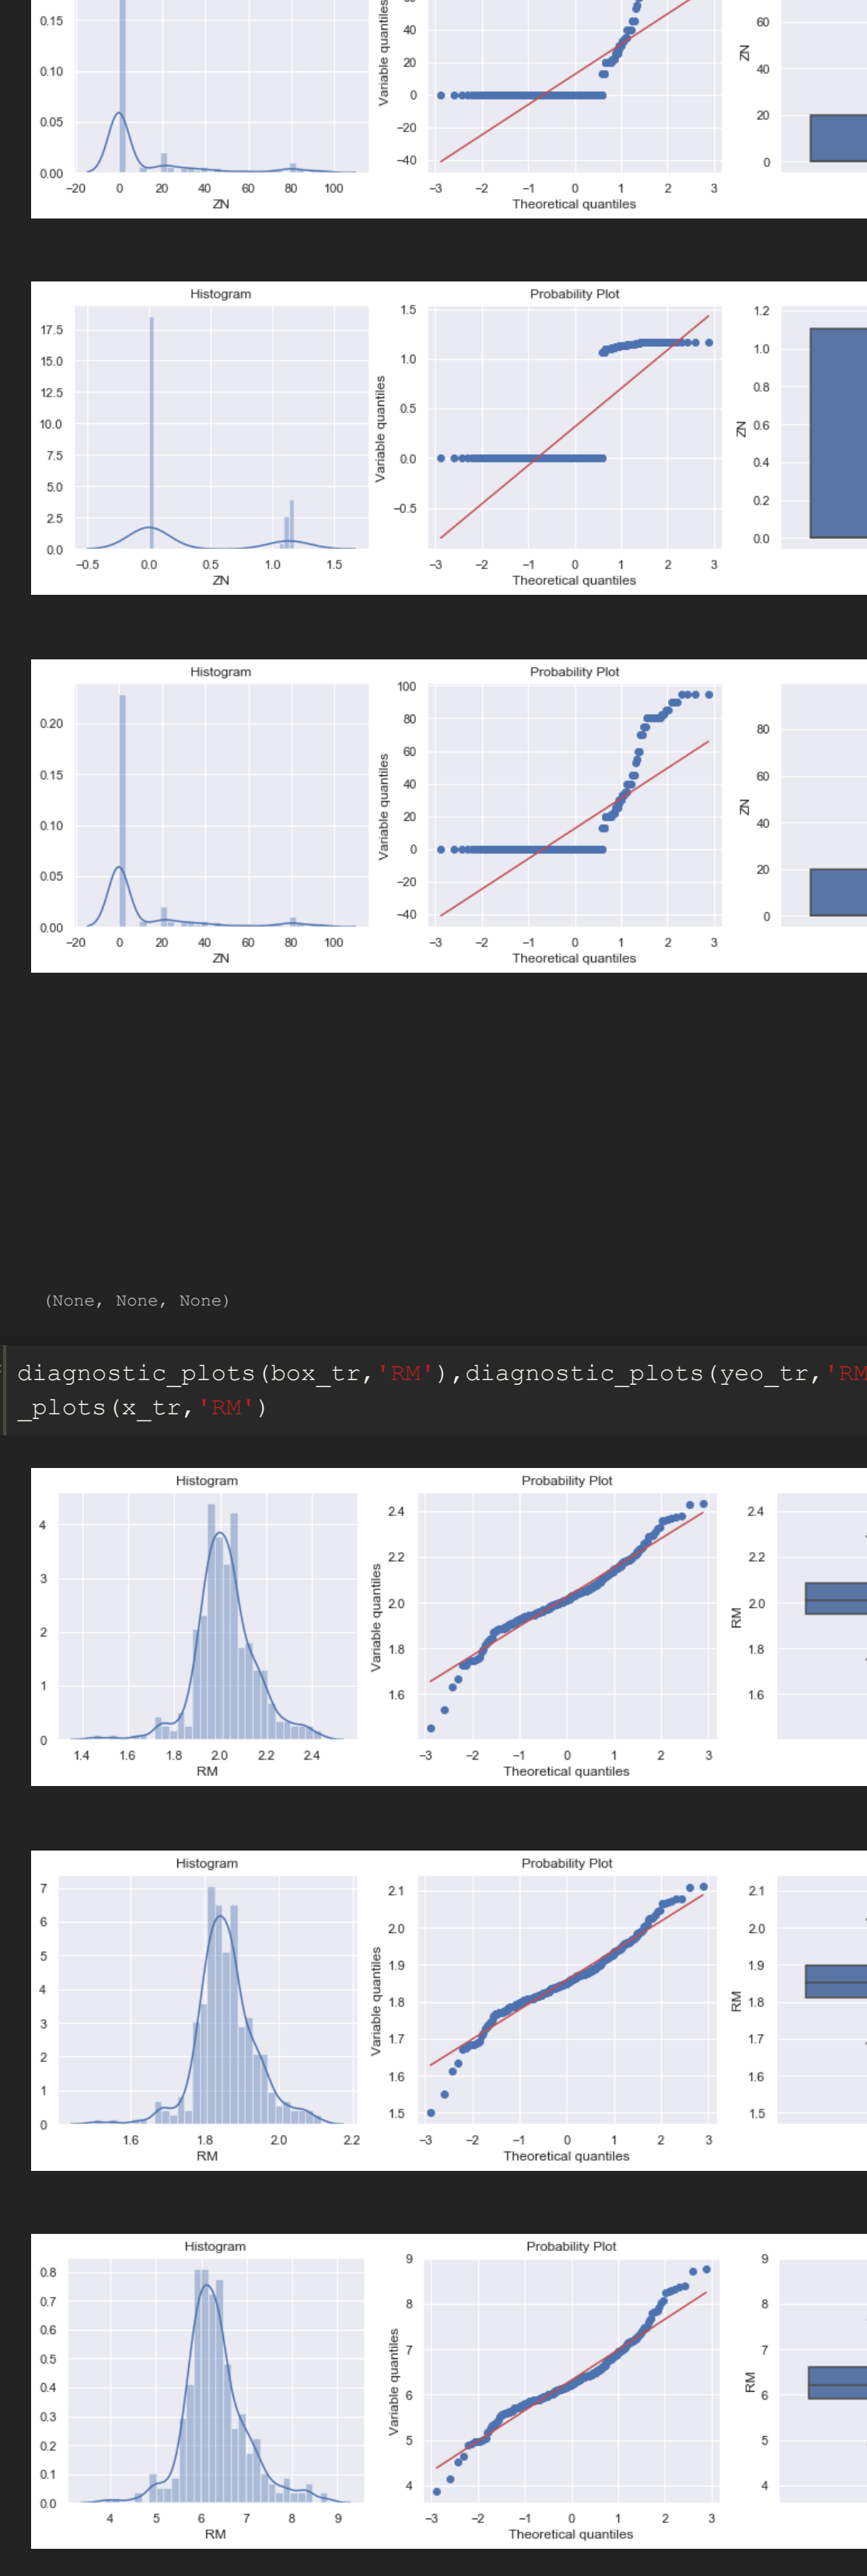 0.15
0.10
0.05
0.00
−20 0 20 40 60 80 100
ZN
Variable quantiles
40
20
0
−20
−40
−3 −2 −1 0 1 2 3
Theoretical quantiles
ZN
60
40
20
0
Histogram
17.5
15.0
12.5
10.0
7.5
5.0
2.5
0.0
−0.5 0.0 0.5 1.0 1.5
ZN
Probability Plot
Variable quantiles
1.5
1.0
0.5
0.0
−0.5
−3 −2 −1 0 1 2 3
Theoretical quantiles
ZN
1.2
1.0
0.8
0.6
0.4
0.2
0.0
Histogram
0.20
0.15
0.10
0.05
0.00
−20 0 20 40 60 80 100
ZN
Probability Plot
Variable quantiles
100
80
60
40
20
0
−20
−40
−3 −2 −1 0 1 2 3
Theoretical quantiles
ZN
80
60
40
20
0
(None, None, None)
diagnostic_plots(box_tr,'RM'),diagnostic_plots(yeo_tr,'RM
_plots(x_tr,'RM')
Histogram
4
3
2
1
0
1.4 1.6 1.8 2.0 2.2 2.4
RM
Probability Plot
Variable quantiles
2.4
2.2
2.0
1.8
1.6
−3 −2 −1 0 1 2 3
Theoretical quantiles
RM
2.4
2.2
2.0
1.8
1.6
Histogram
7
6
5
4
3
2
1
0
1.6 1.8 2.0 2.2
RM
Probability Plot
Variable quantiles
2.1
2.0
1.9
1.8
1.7
1.6
1.5
−3 −2 −1 0 1 2 3
Theoretical quantiles
RM
2.1
2.0
1.9
1.8
1.7
1.6
1.5
Histogram
0.8
0.7
0.6
0.5
0.4
0.3
0.2
0.1
0.0
4 5 6 7 8 9
RM
Probability Plot
Variable quantiles
9
8
7
6
5
4
−3 −2 −1 0 1 2 3
Theoretical quantiles
RM
9
8
7
6
5
4